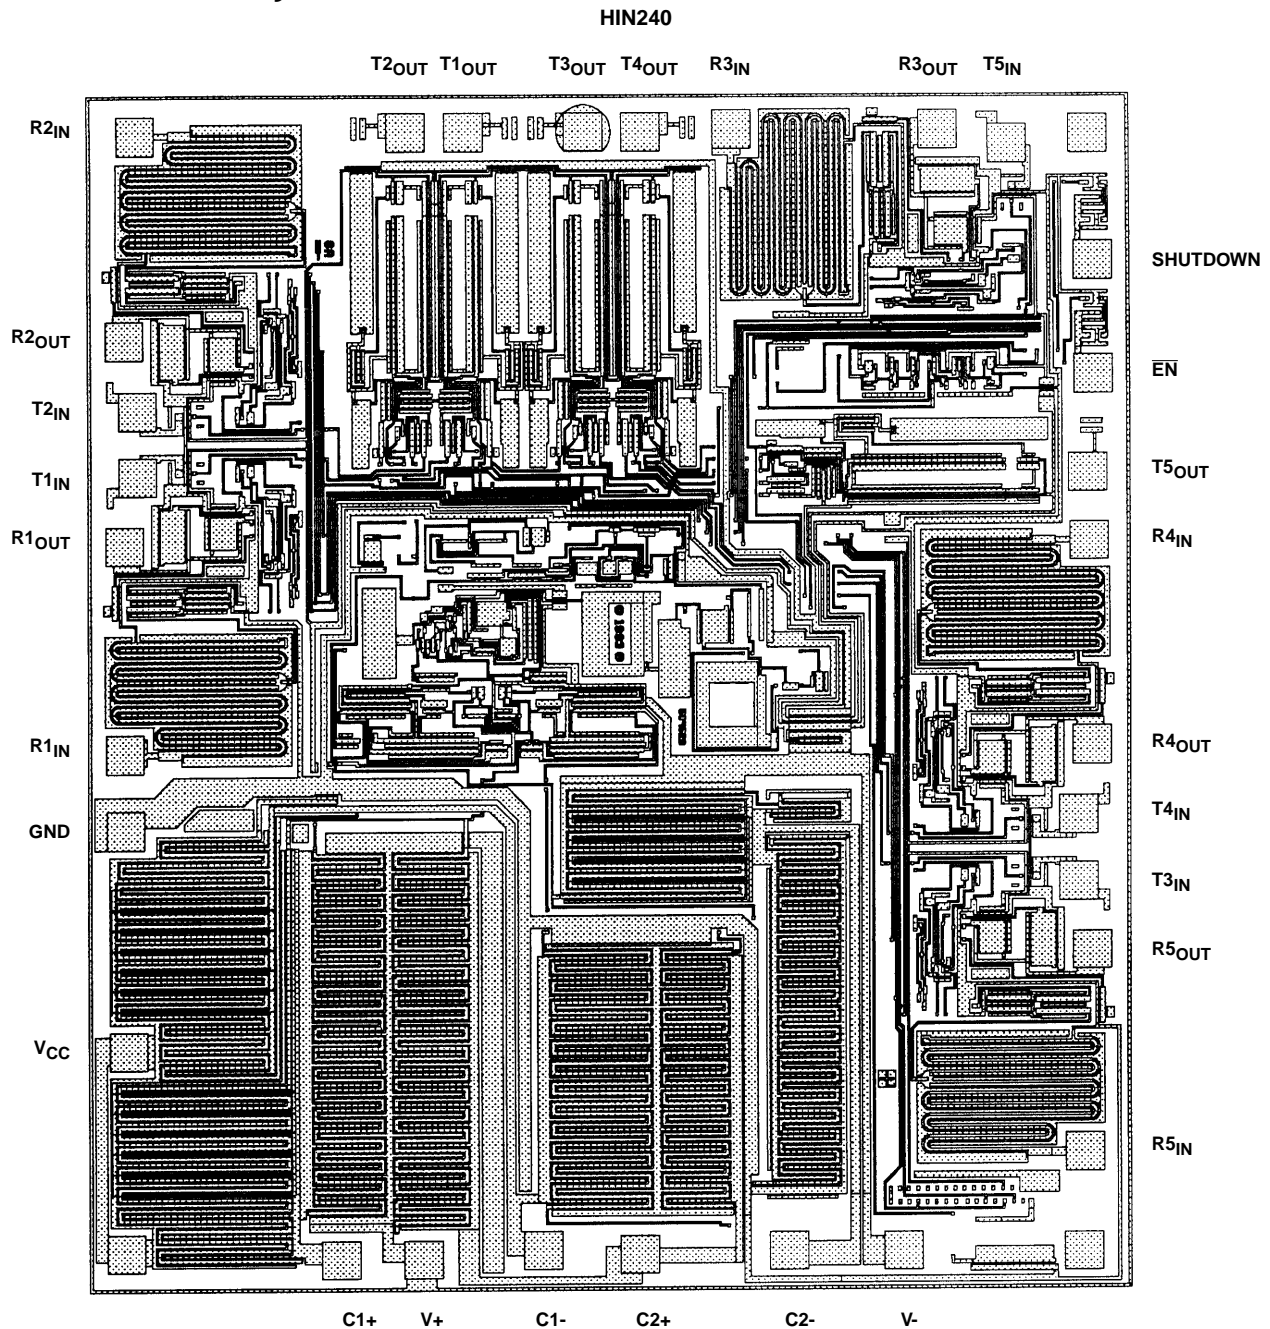 HIN240
T2OUT T1OUT T3OUT T4OUT R3IN R3OUT T5IN
R2IN
SHUTDOWN
R2OUT
EN
T2IN
T1IN
T5OUT
R1OUT
R4IN
R1IN
R4OUT
T4IN
GND
T3IN
R5OUT
VCC
R5IN
C1+ V+ C1- C2+ C2- V-